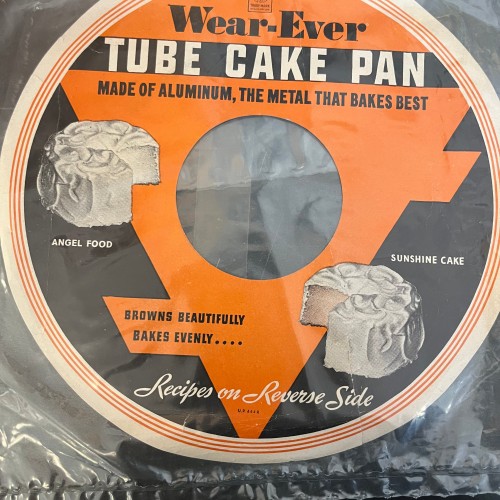 Wear-Ever
TUBE CAKE PAN
MADE OF ALUMINUM, THE METAL THAT BAKES BEST
ANGEL FOOD
SUNSHINE CAKE
BROWNS BEAUTIFULLY
BAKES EVENLY....
Recipes on Reverse Side